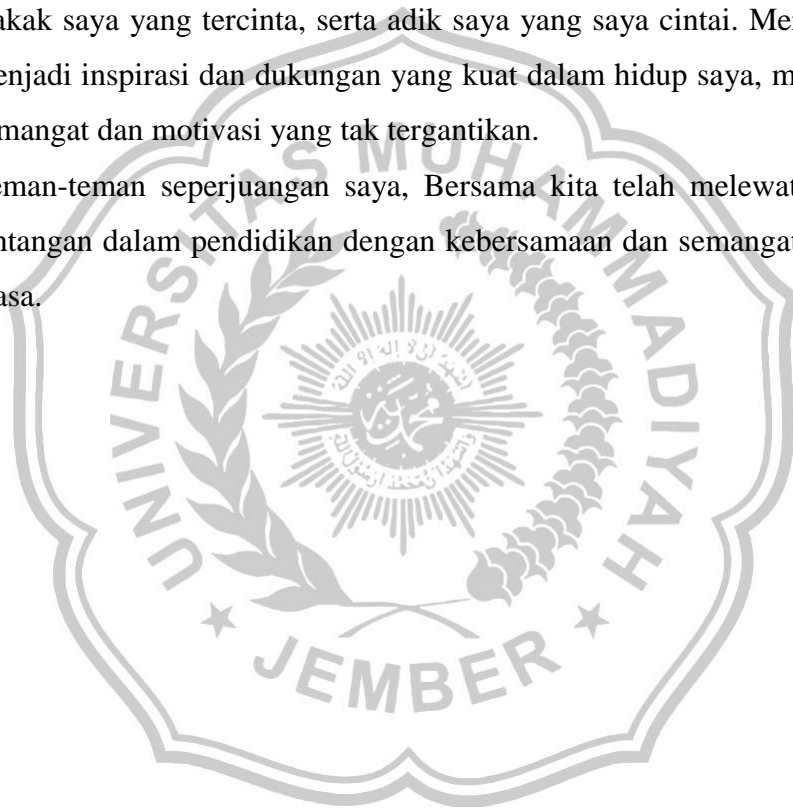 akak saya yang tercinta, serta adik saya yang saya cintai. Me
enjadi inspirasi dan dukungan yang kuat dalam hidup saya, m
mangat dan motivasi yang tak tergantikan.
eman-teman seperjuangan saya, Bersama kita telah melewat
ntangan dalam pendidikan dengan kebersamaan dan semangat
asa.
UNIVERSITAS MUHAMMADIYAH
JEMBER